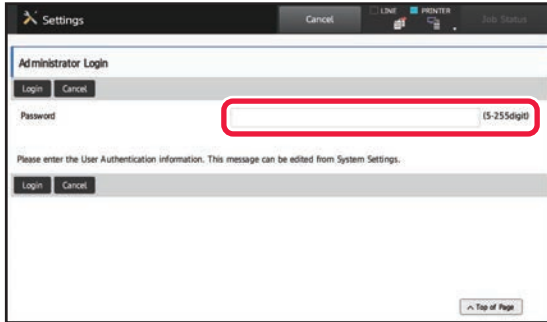 Settings Cancel LINE PRINTER Job Status
Administrator Login
Login Cancel
Password (5-255digit)
Please enter the User Authentication information. This message can be edited from System Settings.
Login Cancel
Top of Page